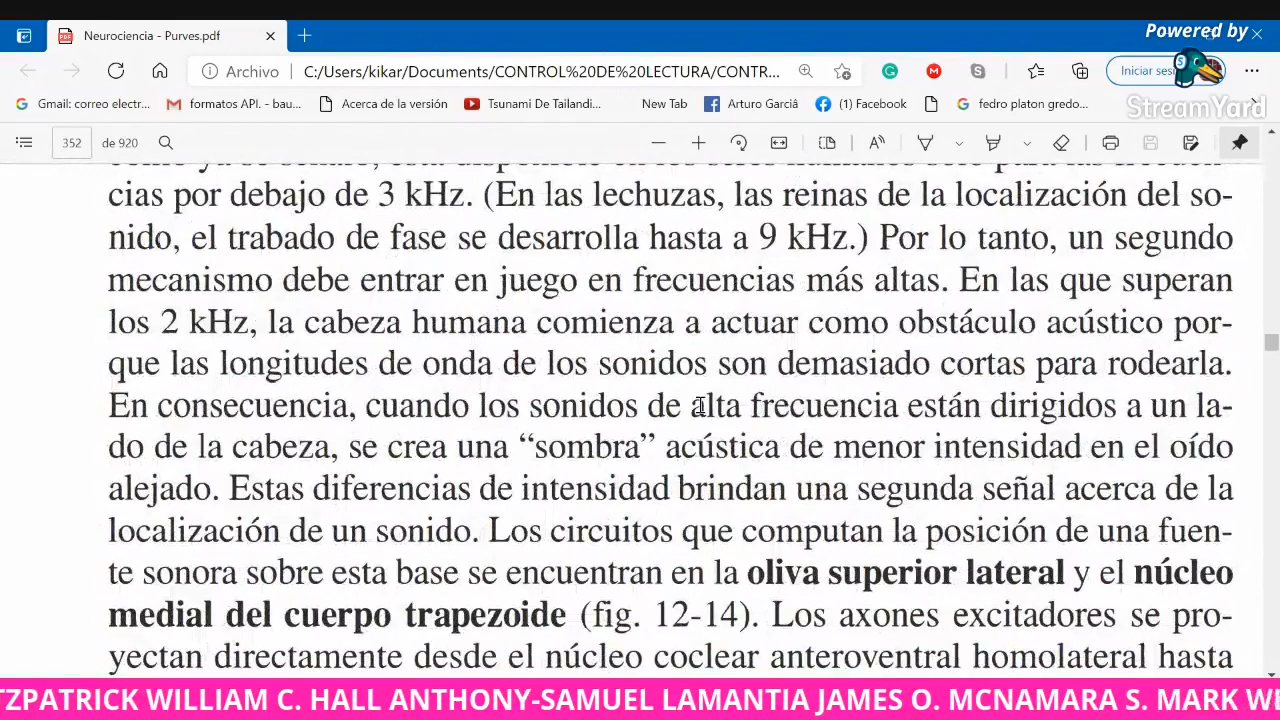 Neurociencia - Purves.pdf
Powered by
Archivo C:/Users/kikar/Documents/CONTROL%20DE%20LECTURA/CONTR...
Iniciar sesi
Gmail: correo electr... formatos API. - bau... Acerca de la versión Tsunami De Tailandi... New Tab Arturo Garciâ (1) Facebook fedro platon gredo...
StreamYard
352 de 920
cias por debajo de 3 kHz. (En las lechuzas, las reinas de la localización del so-
nido, el trabado de fase se desarrolla hasta a 9 kHz.) Por lo tanto, un segundo
mecanismo debe entrar en juego en frecuencias más altas. En las que superan
los 2 kHz, la cabeza humana comienza a actuar como obstáculo acústico por-
que las longitudes de onda de los sonidos son demasiado cortas para rodearla.
En consecuencia, cuando los sonidos de alta frecuencia están dirigidos a un la-
do de la cabeza, se crea una “sombra” acústica de menor intensidad en el oído
alejado. Estas diferencias de intensidad brindan una segunda señal acerca de la
localización de un sonido. Los circuitos que computan la posición de una fuen-
te sonora sobre esta base se encuentran en la oliva superior lateral y el núcleo
medial del cuerpo trapezoide (fig. 12-14). Los axones excitadores se pro-
yectan directamente desde el núcleo coclear anteroventral homolateral hasta
TZPATRICK WILLIAM C. HALL ANTHONY-SAMUEL LAMANTIA JAMES O. MCNAMARA S. MARK WI